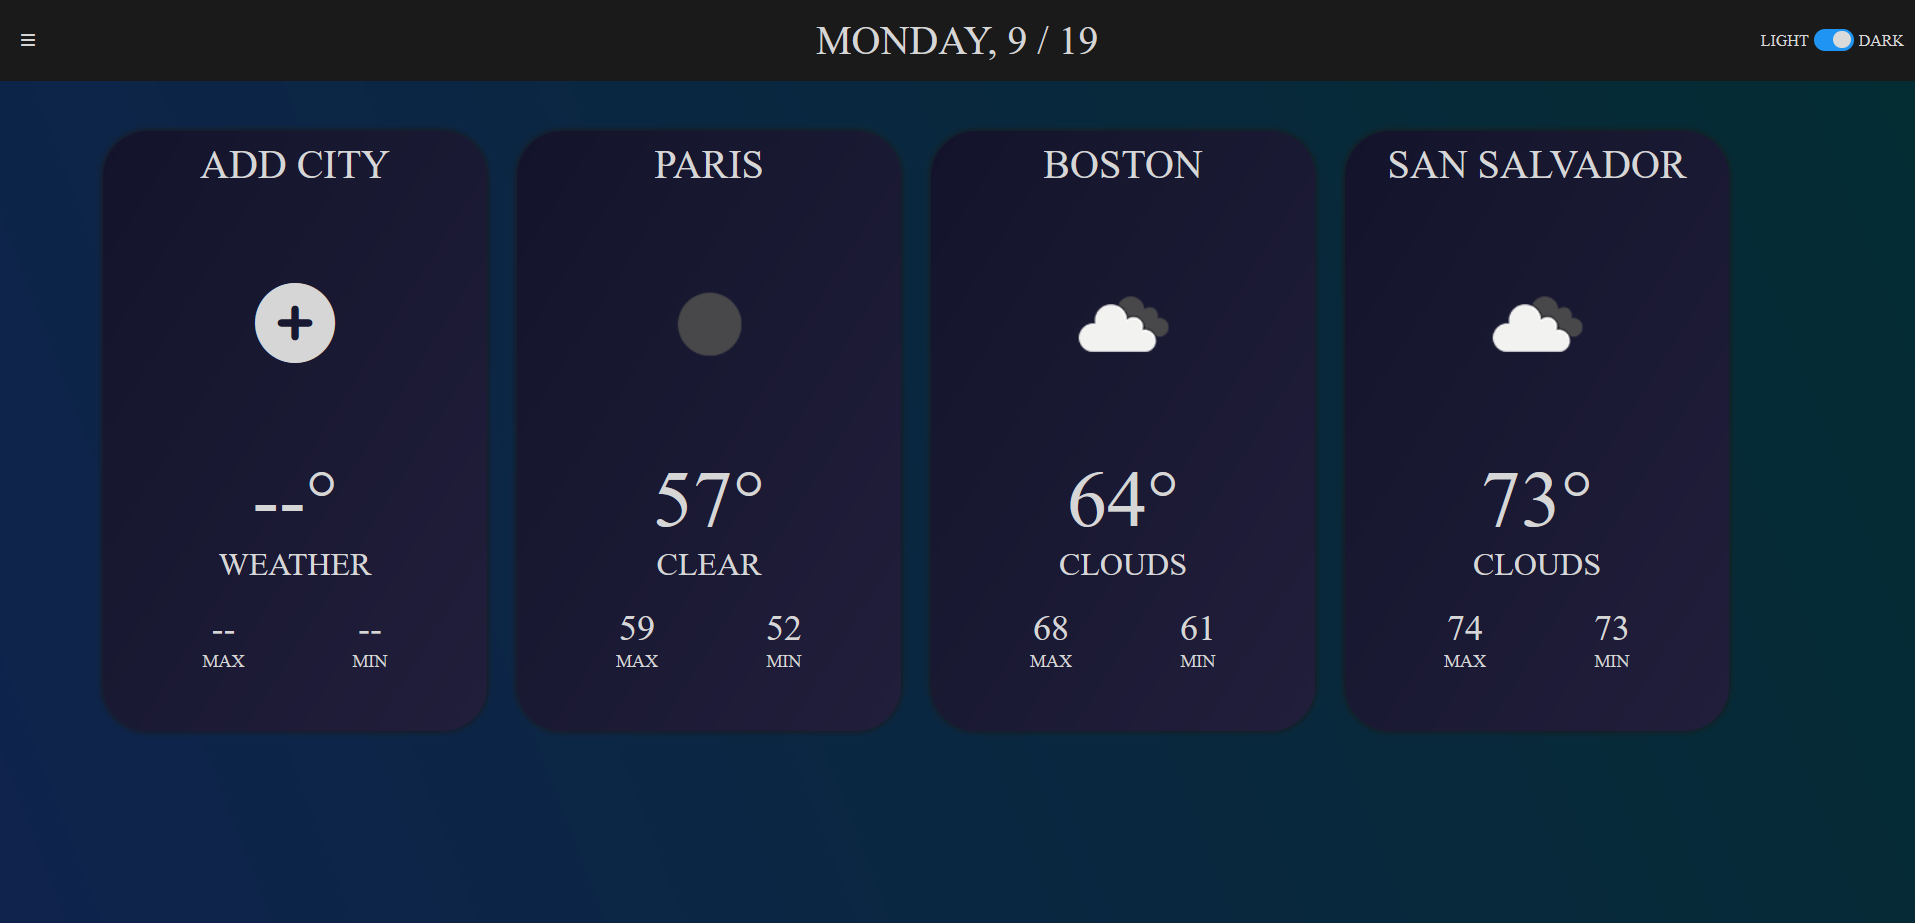 MONDAY, 9 / 19
LIGHT DARK
ADD CITY
--°
WEATHER
-- --
MAX MIN
PARIS
57°
CLEAR
59 52
MAX MIN
BOSTON
64°
CLOUDS
68 61
MAX MIN
SAN SALVADOR
73°
CLOUDS
74 73
MAX MIN